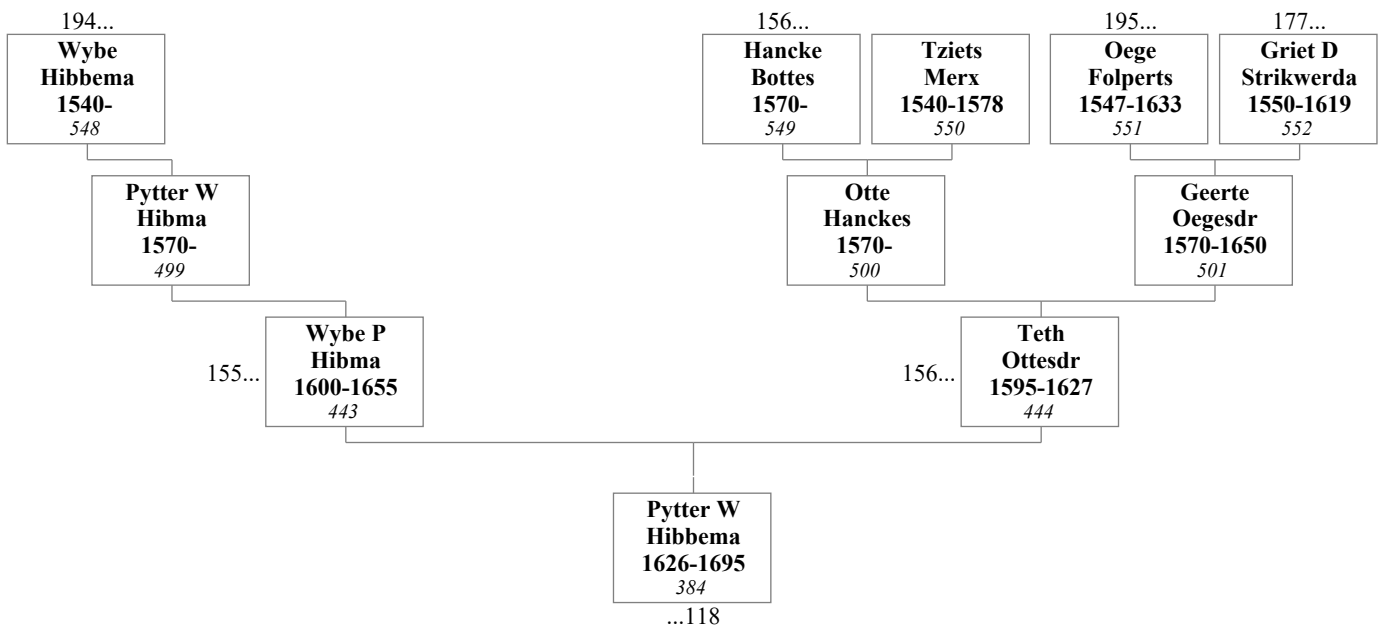 194...
Wybe
Hibbema
1540-
548
156...
Hancke
Bottes
1570-
549
Tziets
Merx
1540-1578
550
195...
Oege
Folperts
1547-1633
551
177...
Griet D
Strikwerda
1550-1619
552
Pytter W
Hibma
1570-
499
Otte
Hanckes
1570-
500
Geerte
Oegesdr
1570-1650
501
155...
Wybe P
Hibma
1600-1655
443
156...
Teth
Ottesdr
1595-1627
444
Pytter W
Hibbema
1626-1695
384
...118